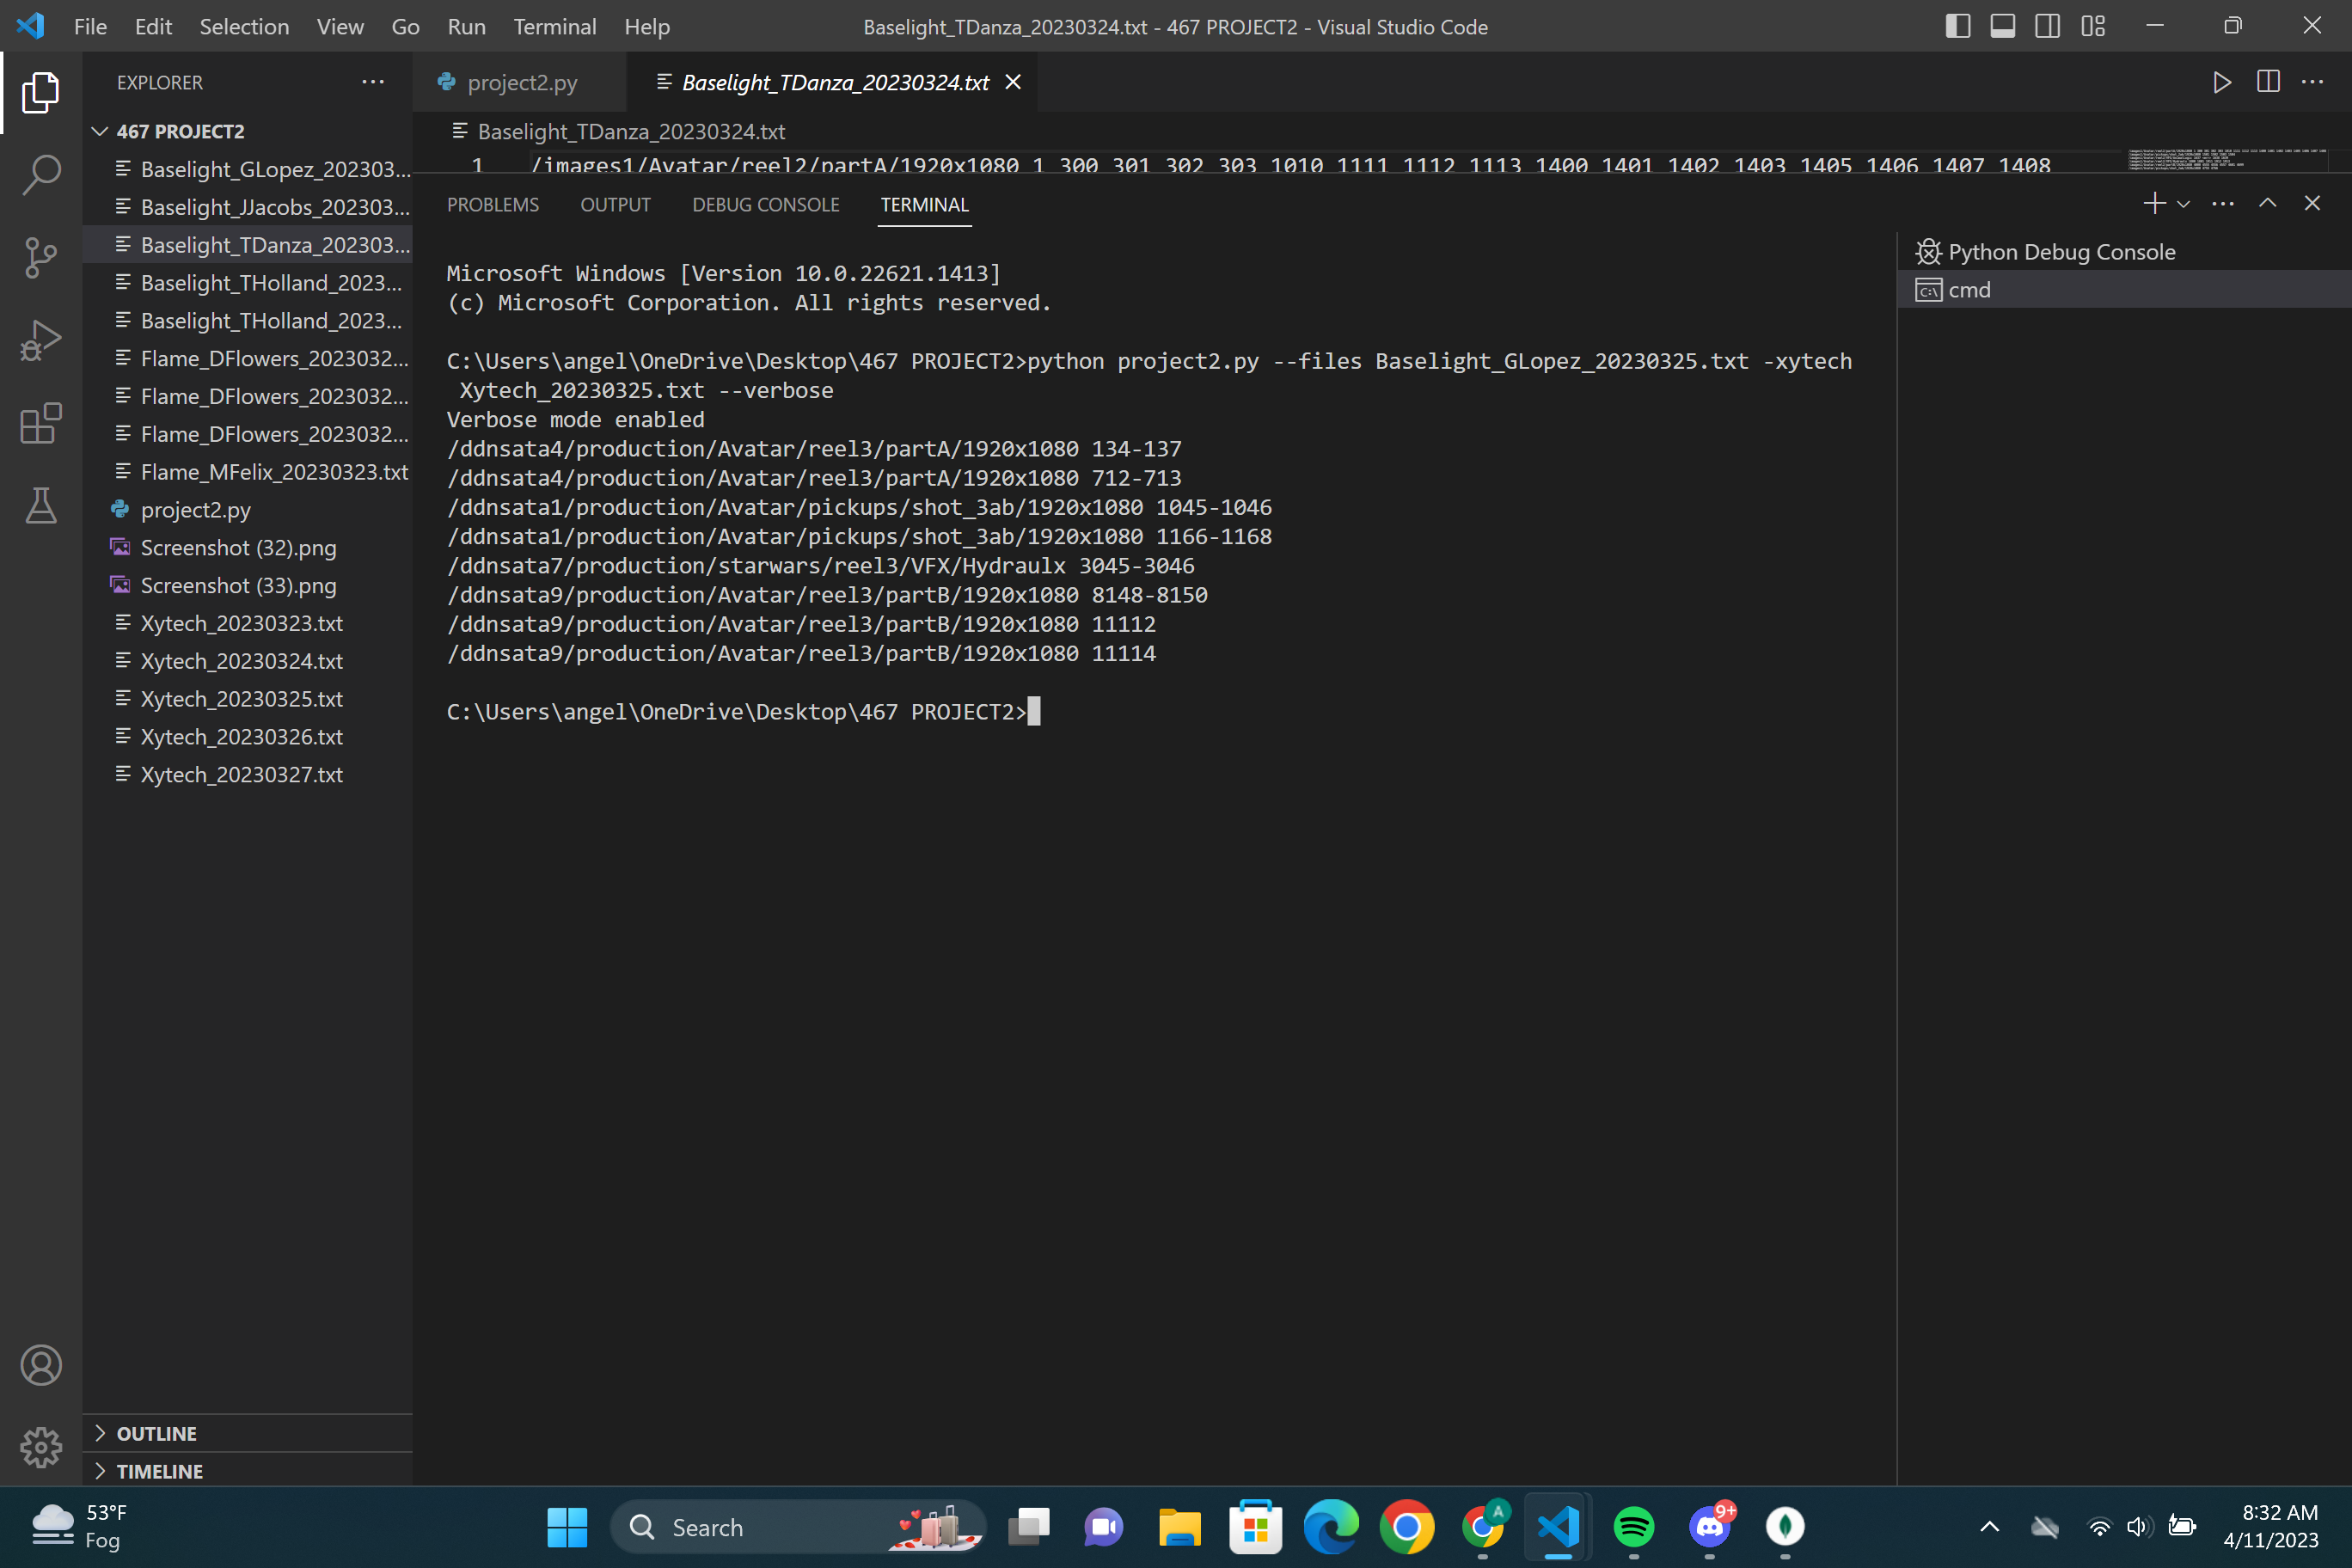 File Edit Selection View Go Run Terminal Help
Baselight_TDanza_20230324.txt - 467 PROJECT2 - Visual Studio Code
EXPLORER
467 PROJECT2
Baselight_GLopez_202303...
Baselight_JJacobs_202303...
Baselight_TDanza_202303...
Baselight_THolland_2023...
Baselight_THolland_2023...
Flame_DFlowers_2023032...
Flame_DFlowers_2023032...
Flame_DFlowers_2023032...
Flame_MFelix_20230323.txt
project2.py
Screenshot (32).png
Screenshot (33).png
Xytech_20230323.txt
Xytech_20230324.txt
Xytech_20230325.txt
Xytech_20230326.txt
Xytech_20230327.txt
OUTLINE
TIMELINE
project2.py
Baselight_TDanza_20230324.txt
Baselight_TDanza_20230324.txt
1 /images1/Avatar/reel2/partA/1920x1080 1 300 301 302 303 1010 1111 1112 1113 1400 1401 1402 1403 1405 1406 1407 1408
PROBLEMS OUTPUT DEBUG CONSOLE TERMINAL
Microsoft Windows [Version 10.0.22621.1413]
(c) Microsoft Corporation. All rights reserved.
C:\Users\angel\OneDrive\Desktop\467 PROJECT2>python project2.py --files Baselight_GLopez_20230325.txt -xytech
Xytech_20230325.txt --verbose
Verbose mode enabled
/ddnsata4/production/Avatar/reel3/partA/1920x1080 134-137
/ddnsata4/production/Avatar/reel3/partA/1920x1080 712-713
/ddnsata1/production/Avatar/pickups/shot_3ab/1920x1080 1045-1046
/ddnsata1/production/Avatar/pickups/shot_3ab/1920x1080 1166-1168
/ddnsata7/production/starwars/reel3/VFX/Hydraulx 3045-3046
/ddnsata9/production/Avatar/reel3/partB/1920x1080 8148-8150
/ddnsata9/production/Avatar/reel3/partB/1920x1080 11112
/ddnsata9/production/Avatar/reel3/partB/1920x1080 11114
C:\Users\angel\OneDrive\Desktop\467 PROJECT2>
Python Debug Console
cmd
53°F
Fog
Search
A
9+
8:32 AM
4/11/2023